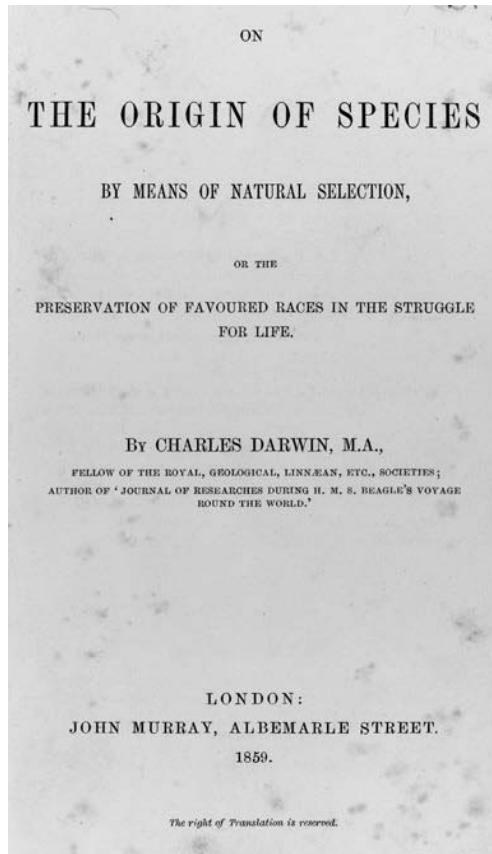 ON
THE ORIGIN OF SPECIES
BY MEANS OF NATURAL SELECTION,
OR THE
PRESERVATION OF FAVOURED RACES IN THE STRUGGLE
FOR LIFE.
BY CHARLES DARWIN, M.A.,
FELLOW OF THE ROYAL, GEOLOGICAL, LINNÆAN, ETC., SOCIETIES;
AUTHOR OF 'JOURNAL OF RESEARCHES DURING H. M. S. BEAGLE'S VOYAGE
ROUND THE WORLD.'
LONDON:
JOHN MURRAY, ALBEMARLE STREET.
1859.
The right of Translation is reserved.